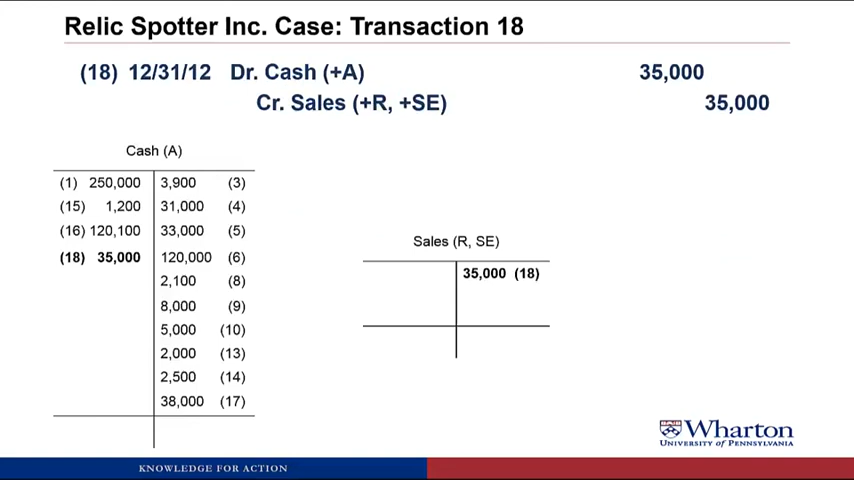 Relic Spotter Inc. Case: Transaction 18
(18) 12/31/12 Dr. Cash (+A) 35,000
Cr. Sales (+R, +SE) 35,000
Cash (A)
(1) 250,000 3,900 (3)
(15) 1,200 31,000 (4)
(16) 120,100 33,000 (5)
(18) 35,000 120,000 (6)
2,100 (8)
8,000 (9)
5,000 (10)
2,000 (13)
2,500 (14)
38,000 (17)
Sales (R, SE)
35,000 (18)
Wharton
UNIVERSITY of PENNSYLVANIA
KNOWLEDGE FOR ACTION